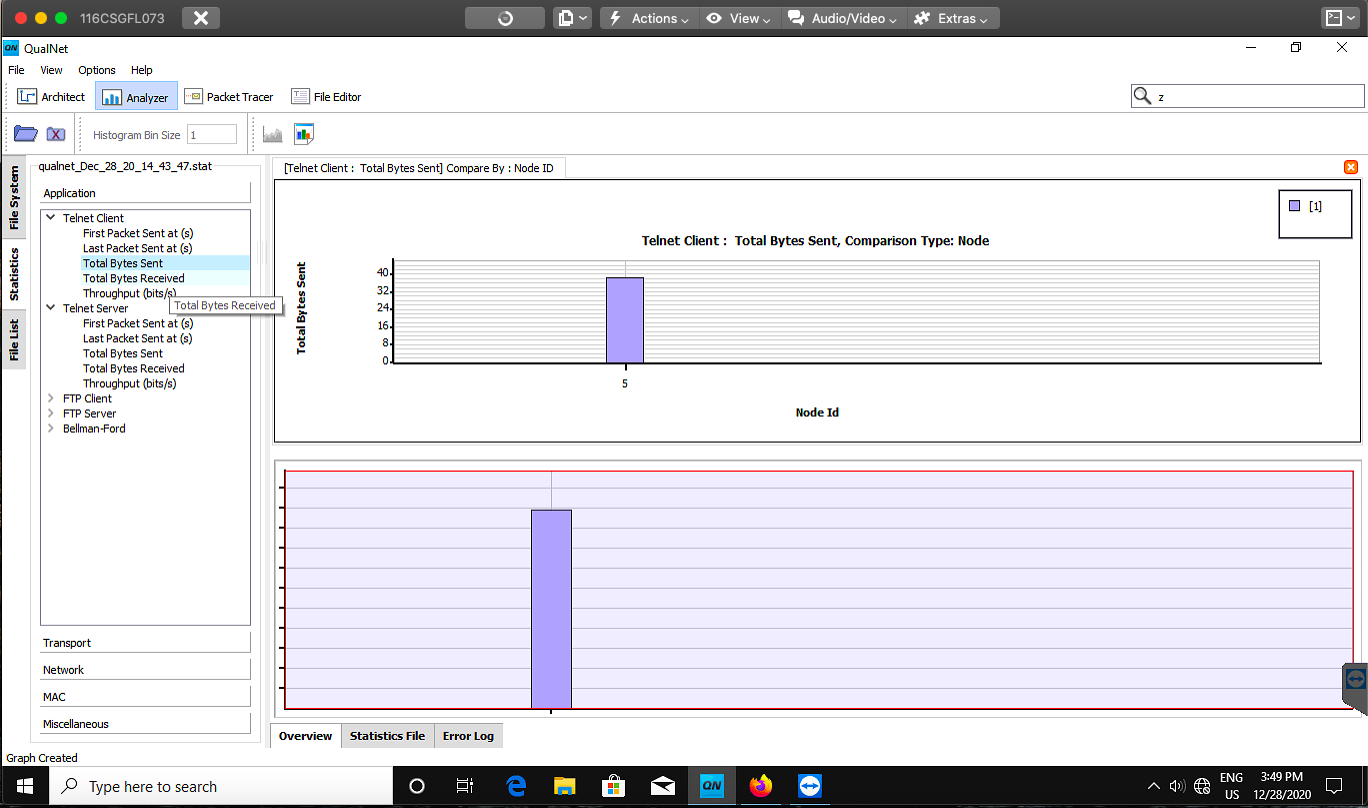 116CSGFL073
Actions
View
Audio/Video
Extras
QN
QualNet
File View Options Help
Architect
Analyzer
Packet Tracer
File Editor
z
Histogram Bin Size 1
File System
Statistics
File List
qualnet_Dec_28_20_14_43_47.stat
Application
Telnet Client
First Packet Sent at (s)
Last Packet Sent at (s)
Total Bytes Sent
Total Bytes Received
Throughput (bits/s)
Total Bytes Received
Telnet Server
First Packet Sent at (s)
Last Packet Sent at (s)
Total Bytes Sent
Total Bytes Received
Throughput (bits/s)
FTP Client
FTP Server
Bellman-Ford
Transport
Network
MAC
Miscellaneous
[Telnet Client : Total Bytes Sent] Compare By : Node ID
[1]
Telnet Client : Total Bytes Sent, Comparison Type: Node
Total Bytes Sent
40
32
24
16
8
0
5
Node Id
Overview
Statistics File
Error Log
Graph Created
Type here to search
QN
ENG
US
3:49 PM
12/28/2020